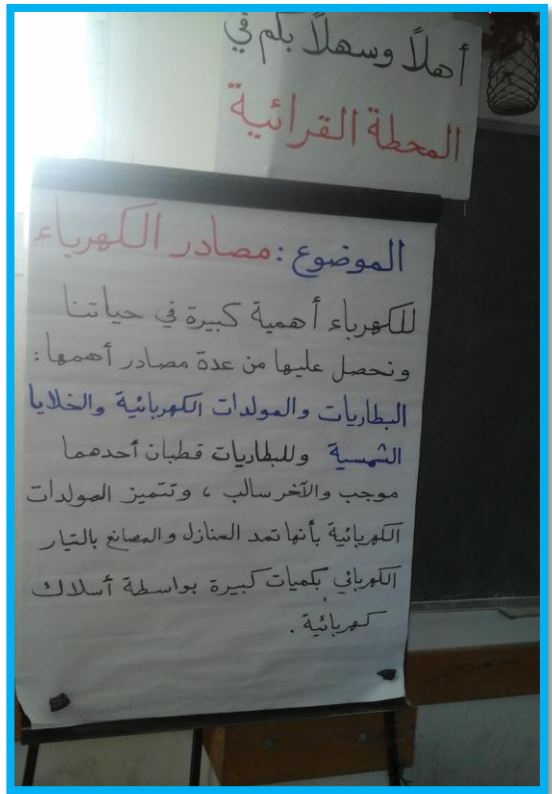 أهلاً وسهلاً بكم في
المحطة القرائية
الموضوع : مصادر الكهرباء
للكهرباء أهمية كبيرة في حياتنا
ونحصل عليها من عدة مصادر أهمها :
البطاريات والمولدات الكهربائية والخلايا
الشمسية وللبطاريات قطبان أحدهما
موجب والآخر سالب ، وتتميز المولدات
الكهربائية بأنها تمد المنازل والمصانع بالتيار
الكهربائي بكميات كبيرة بواسطة أسلاك
كهربائية .